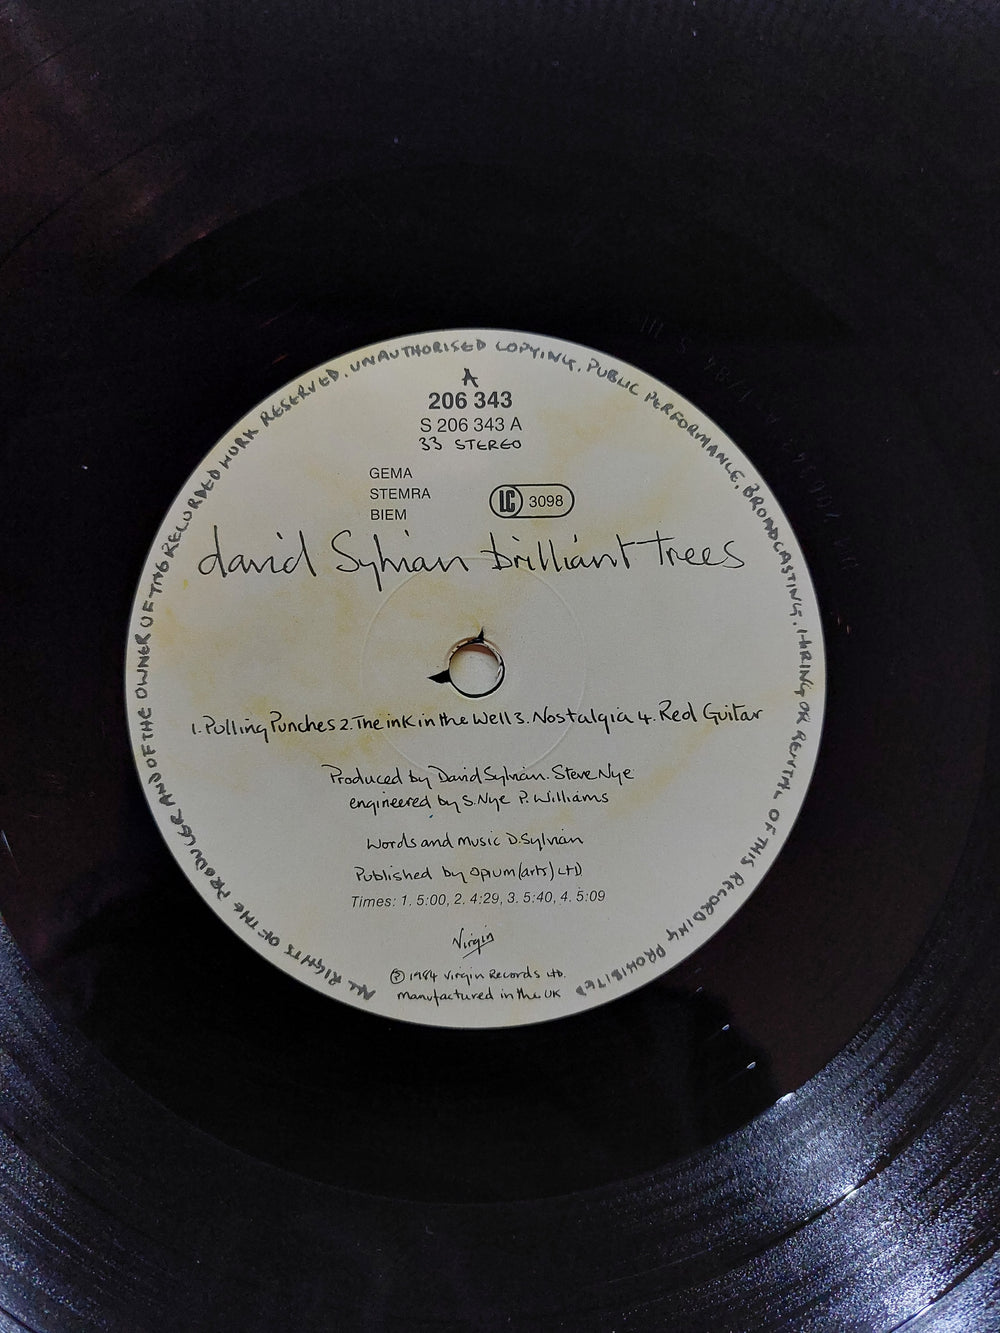 A
206 343
S 206 343 A
33 STEREO
GEMA
STEMRA
BIEM
LC 3098
david Sylvian brilliant trees
1. Pulling Punches 2. The ink in the Well 3. Nostalgia 4. Red Guitar
Produced by David Sylvian. Steve Nye
engineered by S. Nye P. Williams
Words and Music D. Sylvian
Published by Opium (arts) LTD
Times: 1. 5:00, 2. 4:29, 3. 5:40, 4. 5:09
Virgin
Ⓟ 1984 Virgin Records Ltd.
manufactured in the UK
ALL RIGHTS OF THE PRODUCER AND OF THE OWNER OF THE RECORDED WORK RESERVED. UNAUTHORISED COPYING, PUBLIC PERFORMANCE, BROADCASTING, HIRING OR RENTAL OF THIS RECORDING PROHIBITED